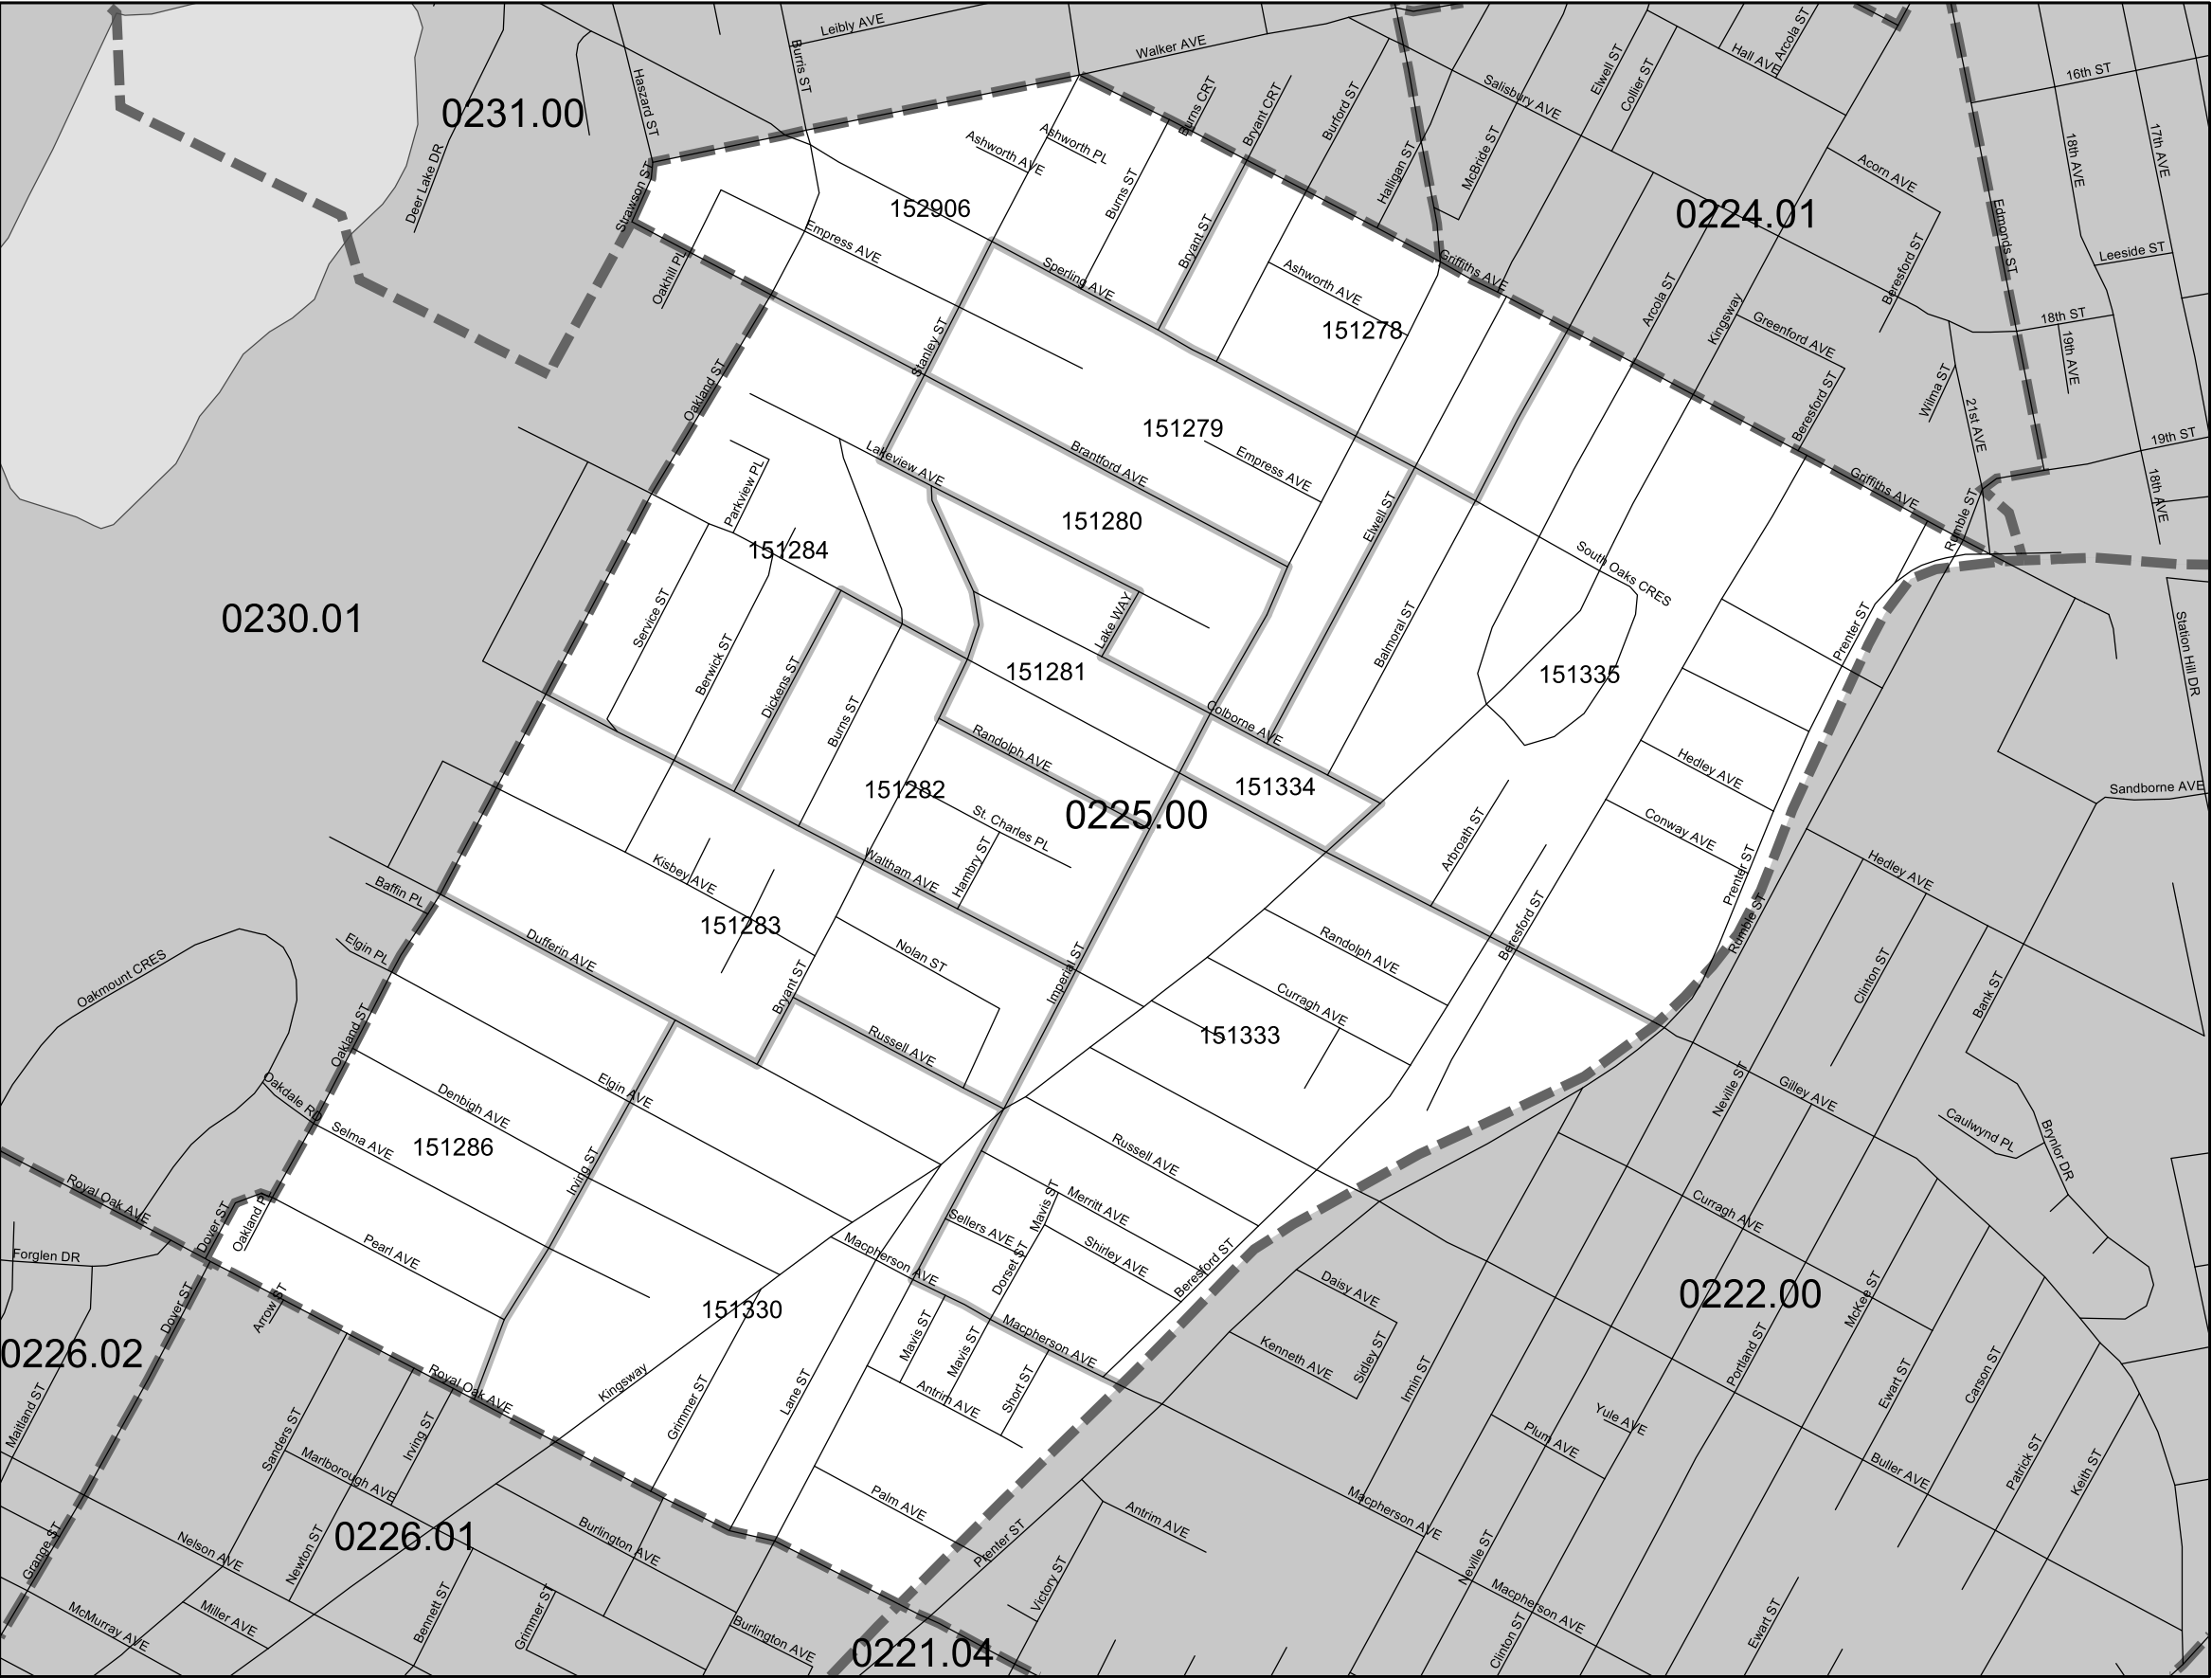 Leibly AVE
Walker AVE
Burris ST
Haszard ST
0231.00
Deer Lake DR
Strawson ST
Oakhill PL
Ashworth AVE
Ashworth PL
Burns CRT
Bryant CRT
Burford ST
Halligan ST
McBride ST
Salisbury AVE
Elwell ST
Collier ST
Hall AVE
Arcola ST
16th ST
17th AVE
18th AVE
Acorn AVE
Edmonds ST
Leeside ST
Beresford ST
0224.01
152906
Burns ST
Bryant ST
Empress AVE
Sperling AVE
Ashworth AVE
Griffiths AVE
Arcola ST
Kingsway
Greenford AVE
18th ST
19th AVE
Wilma ST
21st AVE
Beresford ST
19th ST
18th AVE
151278
Stanley ST
Oakland ST
151279
Brantford AVE
Empress AVE
Lakeview AVE
Parkview PL
151280
Elwell ST
Griffiths AVE
Rumble ST
151284
South Oaks CRES
0230.01
Service ST
Berwick ST
Dickens ST
Burns ST
Lake WAY
151281
Balmoral ST
151335
Prenter ST
Station Hill DR
Colborne AVE
Randolph AVE
151282
151334
0225.00
Hedley AVE
Sandborne AVE
St. Charles PL
Hambry ST
Conway AVE
Arbroath ST
Kisbey AVE
Waltham AVE
Prenter ST
Hedley AVE
Baffin PL
151283
Rumble ST
Elgin PL
Dufferin AVE
Nolan ST
Randolph AVE
Beresford ST
Imperial ST
Bryant ST
Oakmount CRES
Curragh AVE
Clinton ST
Bank ST
151333
Oakland ST
Russell AVE
Oakdale RD
Denbigh AVE
Elgin AVE
Neville ST
Gilley AVE
Caulwynd PL
Brynlor DR
151286
Selma AVE
Irving ST
Russell AVE
Royal Oak AVE
Dover ST
Oakland PL
Merritt AVE
Mavis ST
Sellers AVE
Shirley AVE
Dorset ST
Beresford ST
Curragh AVE
Forglen DR
Pearl AVE
Macpherson AVE
Daisy AVE
0222.00
McKee ST
Dover ST
Arrow ST
151330
Mavis ST
Mavis ST
Macpherson AVE
Kenneth AVE
Sidley ST
Irmin ST
Portland ST
Ewart ST
Carson ST
0226.02
Royal Oak AVE
Kingsway
Grimmer ST
Lane ST
Antrim AVE
Short ST
Maitland ST
Sanders ST
Marlborough AVE
Irving ST
Plum AVE
Yule AVE
Buller AVE
Patrick ST
Keith ST
Palm AVE
Antrim AVE
Macpherson AVE
0226.01
Nelson AVE
Newton ST
Burlington AVE
Prenter ST
Grange ST
Victory ST
Neville ST
Macpherson AVE
McMurray AVE
Miller AVE
Bennett ST
Grimmer ST
Burlington AVE
0221.04
Clinton ST
Ewart ST